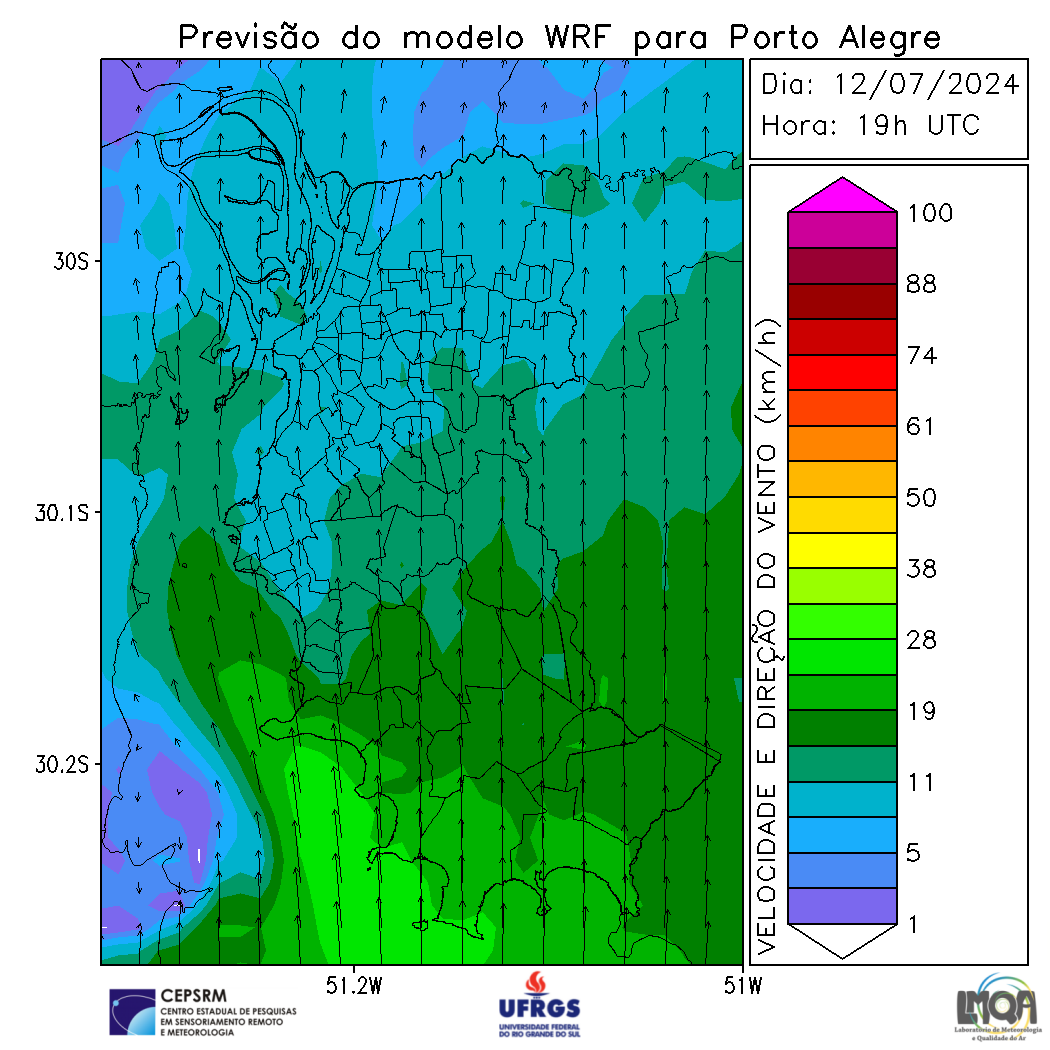 Previsão do modelo WRF para Porto Alegre
Dia: 12/07/2024
Hora: 19h UTC
30S
30.1S
30.2S
51.2W
51W
VELOCIDADE E DIREÇÃO DO VENTO (km/h)
100
88
74
61
50
38
28
19
11
5
1
CEPSRM
CENTRO ESTADUAL DE PESQUISAS
EM SENSORIAMENTO REMOTO
E METEOROLOGIA
UFRGS
UNIVERSIDADE FEDERAL
DO RIO GRANDE DO SUL
LMQA
Laboratório de Meteorologia
e Qualidade do Ar